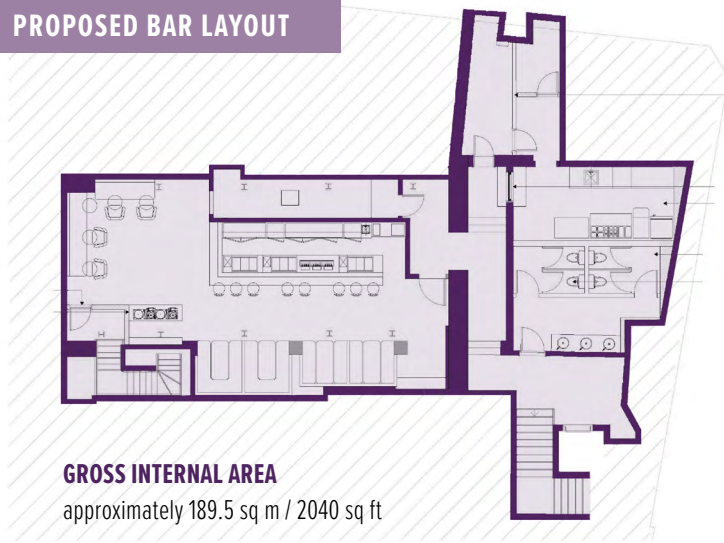 PROPOSED BAR LAYOUT
GROSS INTERNAL AREA
approximately 189.5 sq m / 2040 sq ft